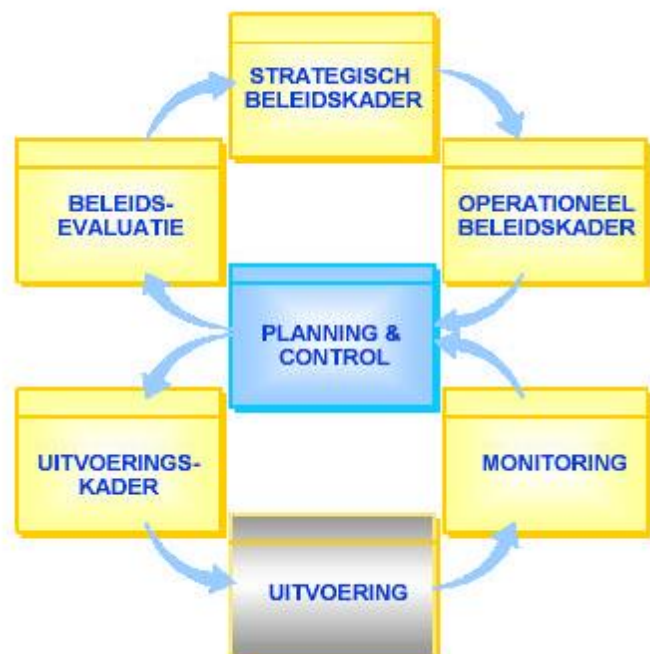 STRATEGISCH
BELEIDSKADER
BELEIDS-
EVALUATIE
OPERATIONEEL
BELEIDSKADER
PLANNING &
CONTROL
UITVOERINGS-
KADER
MONITORING
UITVOERING